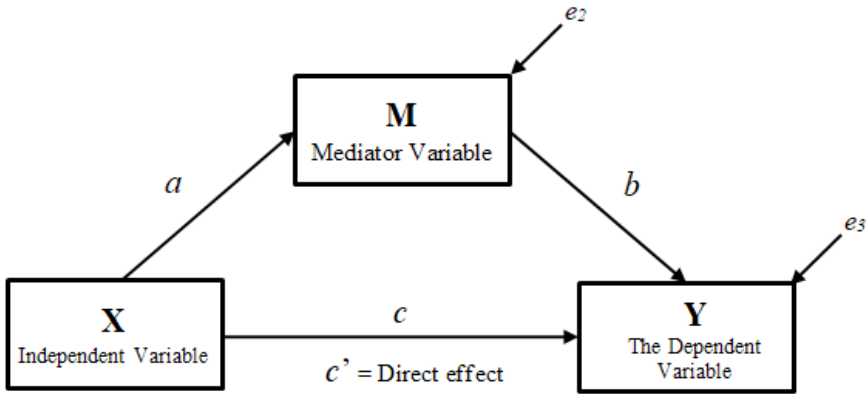 e2
M
Mediator Variable
a
b
e3
X
Independent Variable
c
c’ = Direct effect
Y
The Dependent
Variable